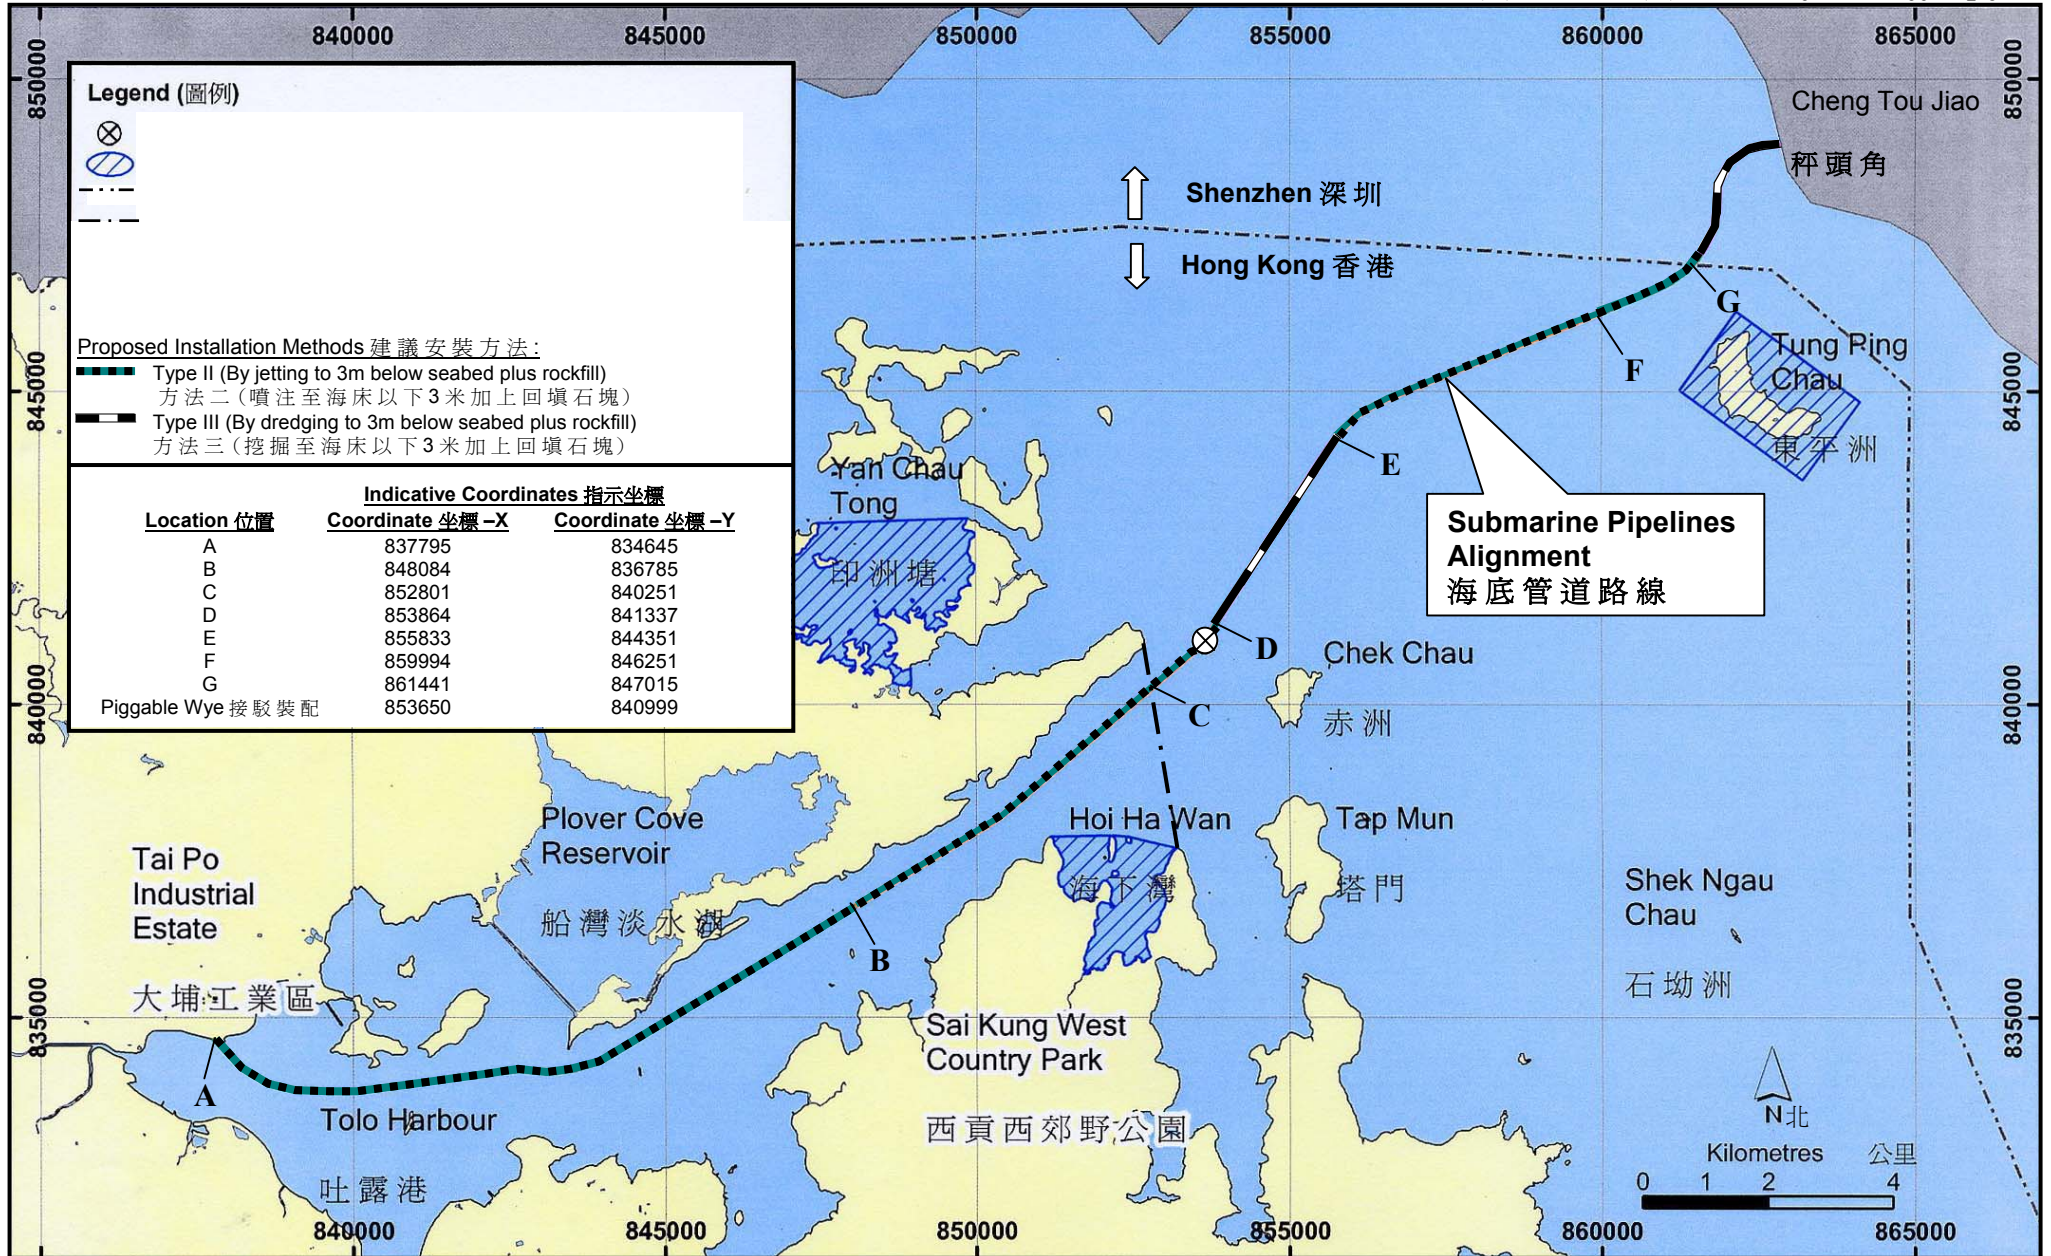 840000 845000 850000 855000 860000 865000
850000
845000
840000
835000
Legend (圖例)
Proposed Installation Methods 建議安裝方法:
Type II (By jetting to 3m below seabed plus rockfill)
方法二(噴注至海床以下3米加上回填石塊)
Type III (By dredging to 3m below seabed plus rockfill)
方法三(挖掘至海床以下3米加上回填石塊)
Indicative Coordinates 指示坐標
Location 位置 Coordinate 坐標 –X Coordinate 坐標 –Y
A 837795 834645
B 848084 836785
C 852801 840251
D 853864 841337
E 855833 844351
F 859994 846251
G 861441 847015
Piggable Wye 接駁裝配 853650 840999
Cheng Tou Jiao
秤頭角
Shenzhen 深圳
Hong Kong 香港
G
Tung Ping
Chau
東平洲
F
E
Submarine Pipelines
Alignment
海底管道路線
Yan Chau
Tong
印洲塘
D
Chek Chau
赤洲
C
Plover Cove
Reservoir
船灣淡水湖
Hoi Ha Wan
海下灣
Tap Mun
塔門
Tai Po
Industrial
Estate
大埔工業區
B
Shek Ngau
Chau
石坳洲
Sai Kung West
Country Park
西貢西郊野公園
A
Tolo Harbour
吐露港
N北
Kilometres 公里
0 1 2 4
850000
845000
840000
835000
840000 845000 850000 855000 860000 865000